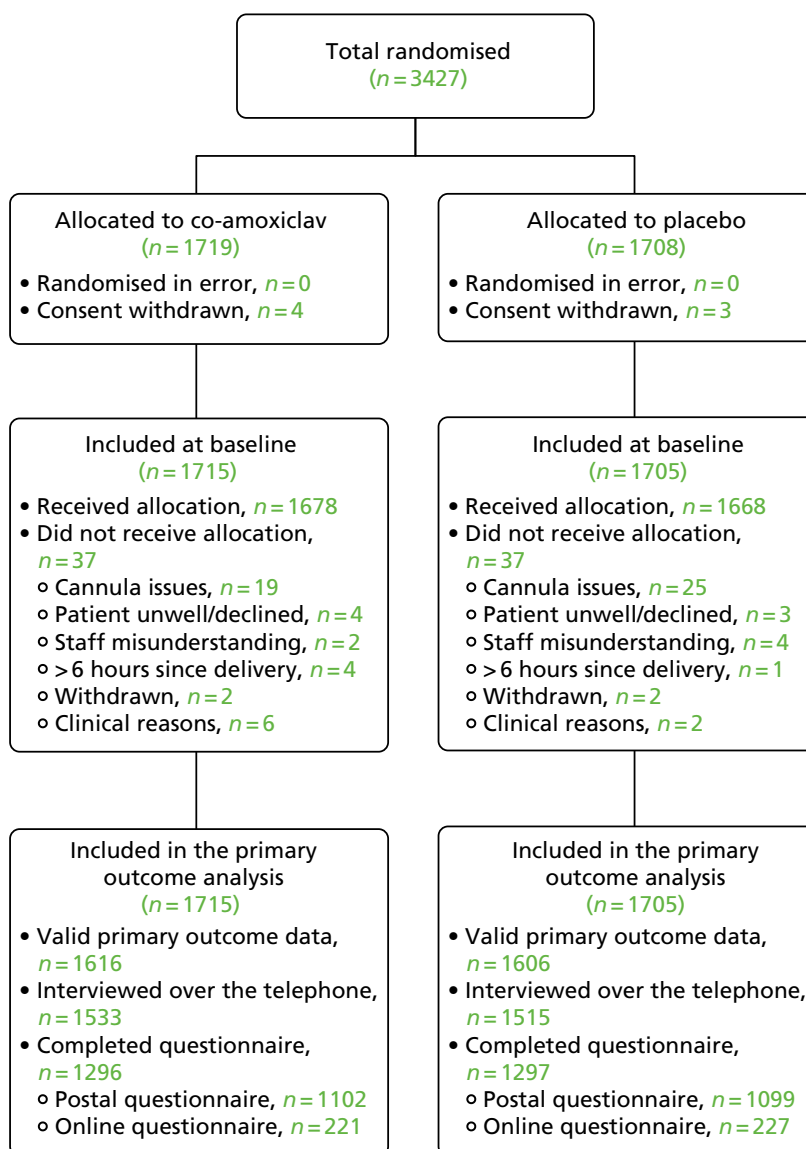 Total randomised
(n=3427)
Allocated to co-amoxiclav
(n=1719)
• Randomised in error, n=0
• Consent withdrawn, n=4
Allocated to placebo
(n=1708)
• Randomised in error, n=0
• Consent withdrawn, n=3
Included at baseline
(n=1715)
• Received allocation, n=1678
• Did not receive allocation,
n=37
Cannula issues, n=19
Patient unwell/declined, n=4
Staff misunderstanding, n=2
>6 hours since delivery, n=4
Withdrawn, n=2
Clinical reasons, n=6
Included at baseline
(n=1705)
• Received allocation, n=1668
• Did not receive allocation,
n=37
Cannula issues, n=25
Patient unwell/declined, n=3
Staff misunderstanding, n=4
>6 hours since delivery, n=1
Withdrawn, n=2
Clinical reasons, n=2
Included in the primary
outcome analysis
(n=1715)
• Valid primary outcome data,
n=1616
• Interviewed over the telephone,
n=1533
• Completed questionnaire,
n=1296
Postal questionnaire, n=1102
Online questionnaire, n=221
Included in the primary
outcome analysis
(n=1705)
• Valid primary outcome data,
n=1606
• Interviewed over the telephone,
n=1515
• Completed questionnaire,
n=1297
Postal questionnaire, n=1099
Online questionnaire, n=227